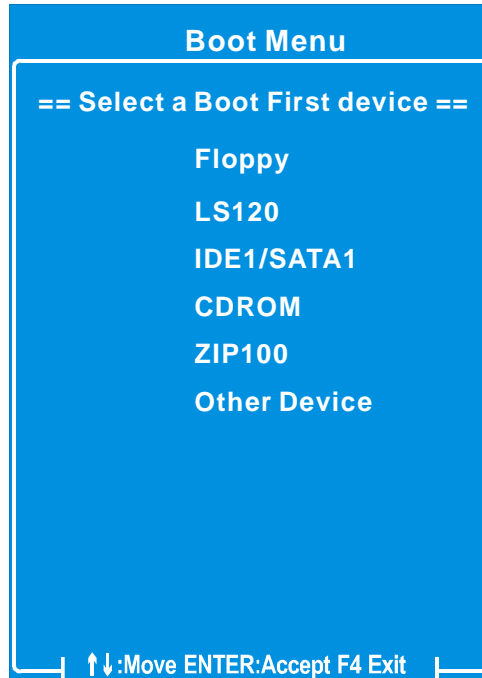 Boot Menu
== Select a Boot First device ==
Floppy
LS120
IDE1/SATA1
CDROM
ZIP100
Other Device
↑↓:Move ENTER:Accept F4 Exit